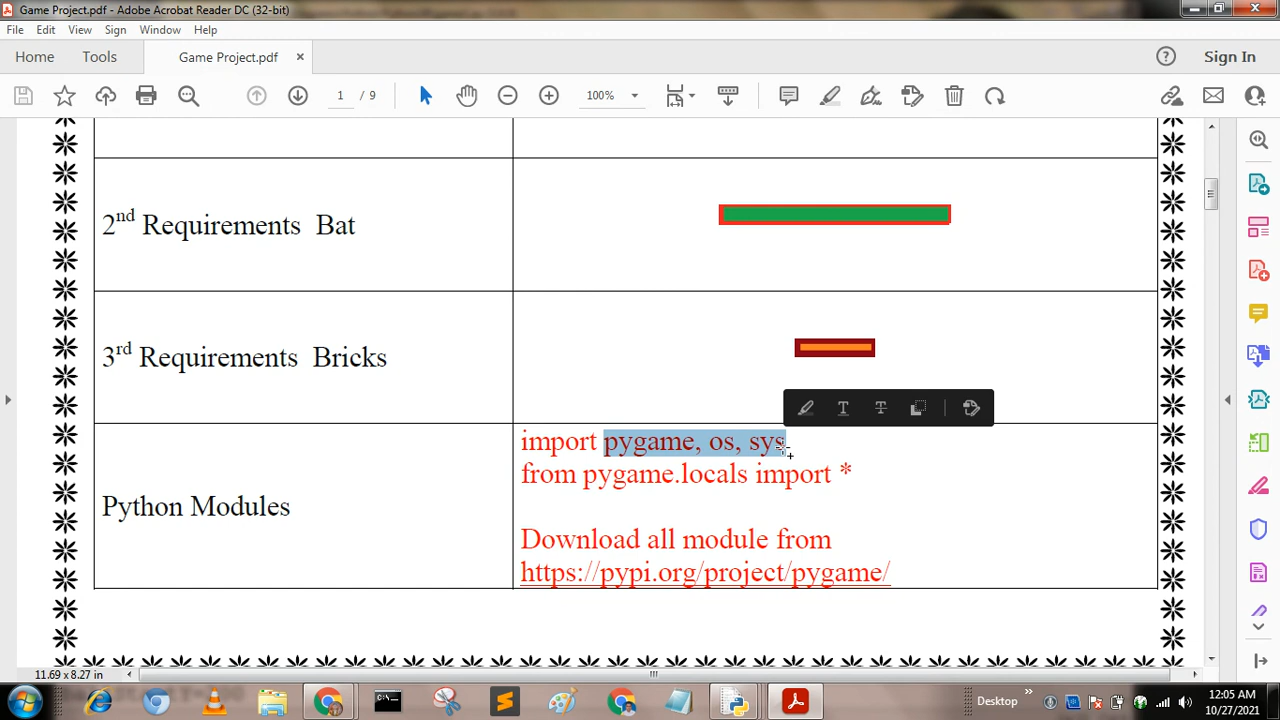 Game Project.pdf - Adobe Acrobat Reader DC (32-bit)
File Edit View Sign Window Help
Home Tools Game Project.pdf × Sign In
1 / 9 100%
2nd Requirements Bat
3rd Requirements Bricks
Python Modules
import pygame, os, sys
from pygame.locals import *
Download all module from
https://pypi.org/project/pygame/
11.69 x 8.27 in
Desktop
12:05 AM
10/27/2021